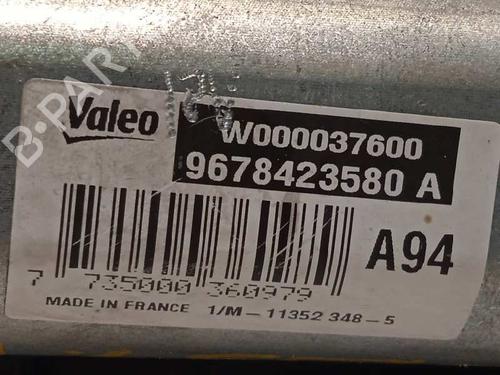 B-PARTS
Valeo
W000037600
9678423580 A
A94
7 735000 360979
MADE IN FRANCE 1/M-11352 348-5